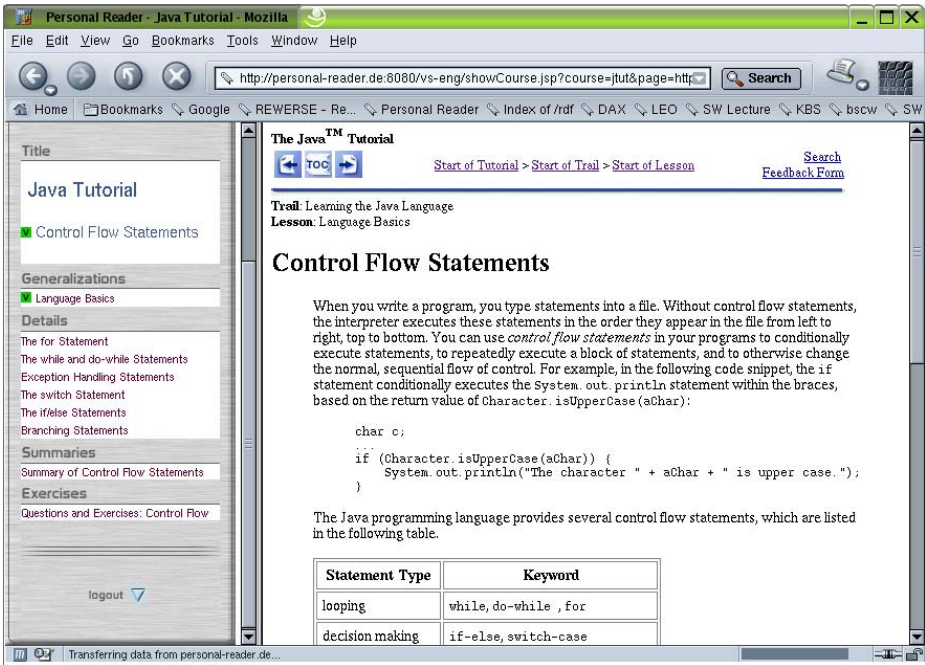 Personal Reader - Java Tutorial - Mozilla
File Edit View Go Bookmarks Tools Window Help
http://personal-reader.de:8080/vs-eng/showCourse.jsp?course=jtut&page=http
Search
Home Bookmarks Google REWERSE - Re... Personal Reader Index of /rdf DAX LEO SW Lecture KBS bscw SW
Title
Java Tutorial
V Control Flow Statements
Generalizations
V Language Basics
Details
The for Statement
The while and do-while Statements
Exception Handling Statements
The switch Statement
The if/else Statements
Branching Statements
Summaries
Summary of Control Flow Statements
Exercises
Questions and Exercises: Control Flow
logout
The Java™ Tutorial
TOC
Start of Tutorial > Start of Trail > Start of Lesson
Search
Feedback Form
Trail: Learning the Java Language
Lesson: Language Basics
Control Flow Statements
When you write a program, you type statements into a file. Without control flow statements,
the interpreter executes these statements in the order they appear in the file from left to
right, top to bottom. You can use control flow statements in your programs to conditionally
execute statements, to repeatedly execute a block of statements, and to otherwise change
the normal, sequential flow of control. For example, in the following code snippet, the if
statement conditionally executes the System.out.println statement within the braces,
based on the return value of Character.isUpperCase(aChar):
char c;
...
if (Character.isUpperCase(aChar)) {
System.out.println("The character " + aChar + " is upper case.");
}
The Java programming language provides several control flow statements, which are listed
in the following table.
Statement Type Keyword
looping while, do-while , for
decision making if-else, switch-case
Transferring data from personal-reader.de...